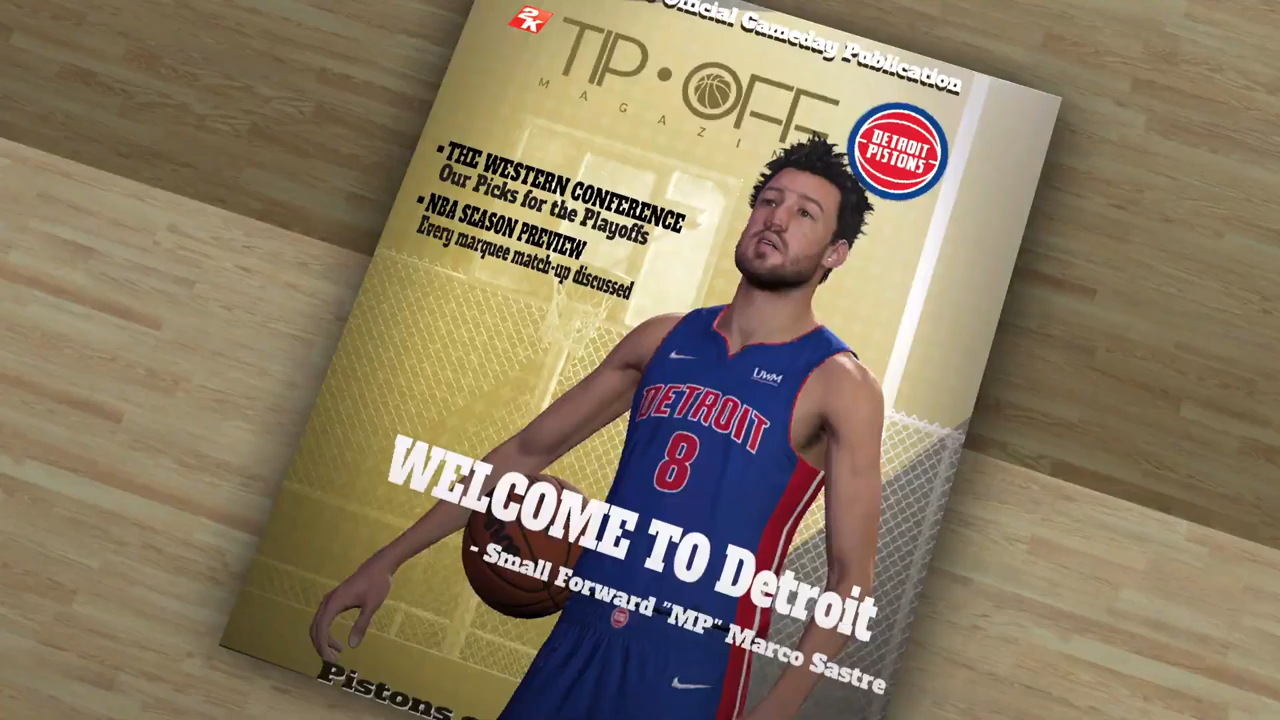 Official Gameday Publication
2K
TIP•OFF
MAGAZIN
DETROIT
PISTONS
▪THE WESTERN CONFERENCE
Our Picks for the Playoffs
▪NBA SEASON PREVIEW
Every marquee match-up discussed
UWM
DETROIT
8
WELCOME TO Detroit
- Small Forward "MP" Marco Sastre
Pistons